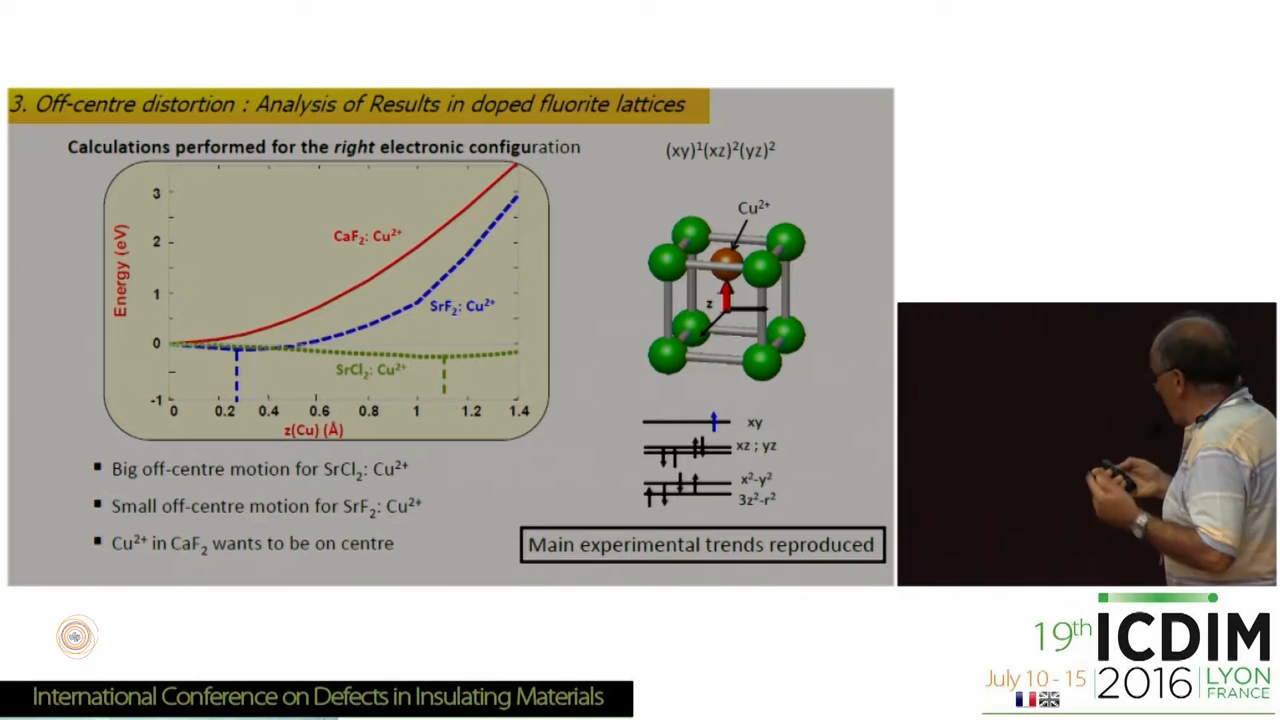 3. Off-centre distortion : Analysis of Results in doped fluorite lattices
Calculations performed for the right electronic configuration
(xy)¹(xz)²(yz)²
Energy (eV)
3
2
1
0
-1
CaF₂: Cu²⁺
SrF₂: Cu²⁺
SrCl₂: Cu²⁺
0 0.2 0.4 0.6 0.8 1 1.2 1.4
z(Cu) (Å)
Cu²⁺
z
xy
xz ; yz
x²-y²
3z²-r²
▪ Big off-centre motion for SrCl₂: Cu²⁺
▪ Small off-centre motion for SrF₂: Cu²⁺
▪ Cu²⁺ in CaF₂ wants to be on centre
Main experimental trends reproduced
19th ICDIM
July 10 - 15 2016 LYON
FRANCE
International Conference on Defects in Insulating Materials